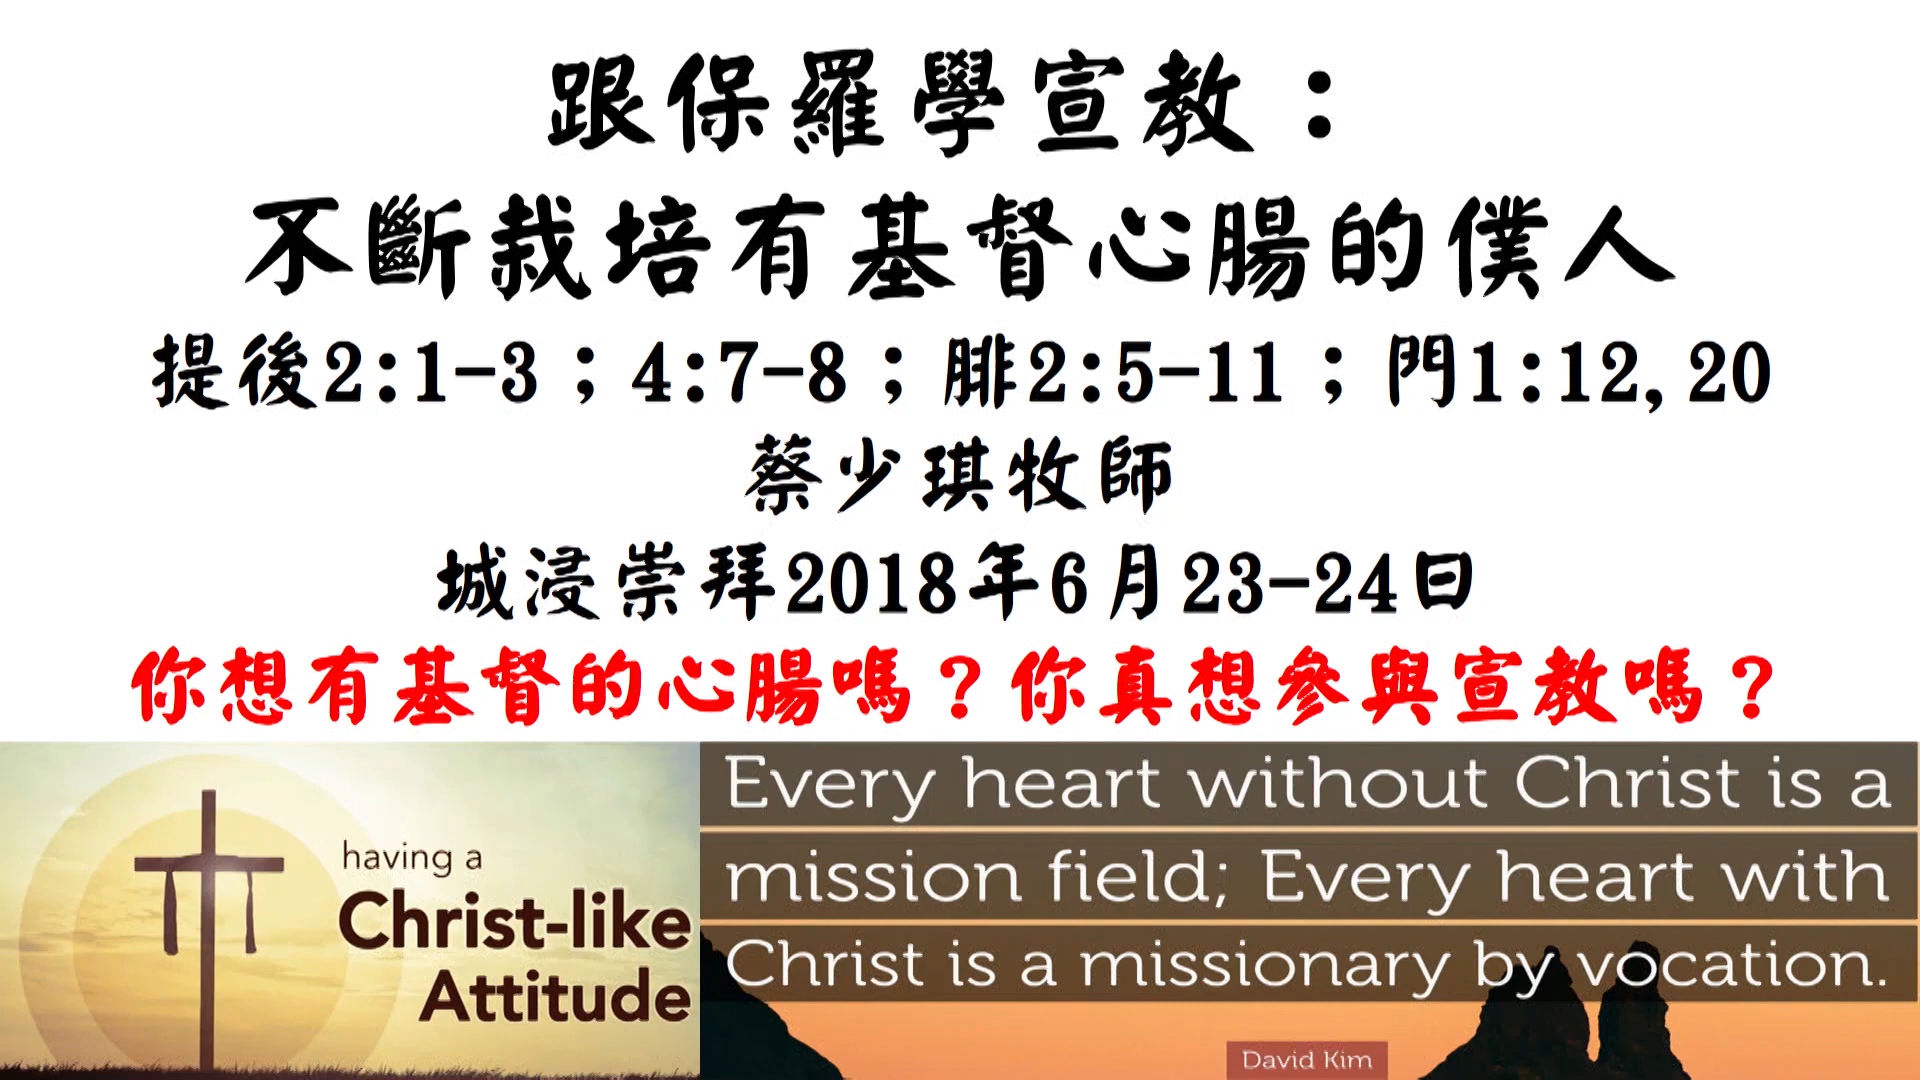 跟保羅學宣教：
不斷栽培有基督心腸的僕人
提後2:1-3；4:7-8；腓2:5-11；門1:12,20
蔡少琪牧師
城浸崇拜2018年6月23-24日
你想有基督的心腸嗎？你真想參與宣教嗎？
having a
Christ-like
Attitude
Every heart without Christ is a
mission field; Every heart with
Christ is a missionary by vocation.
David Kim